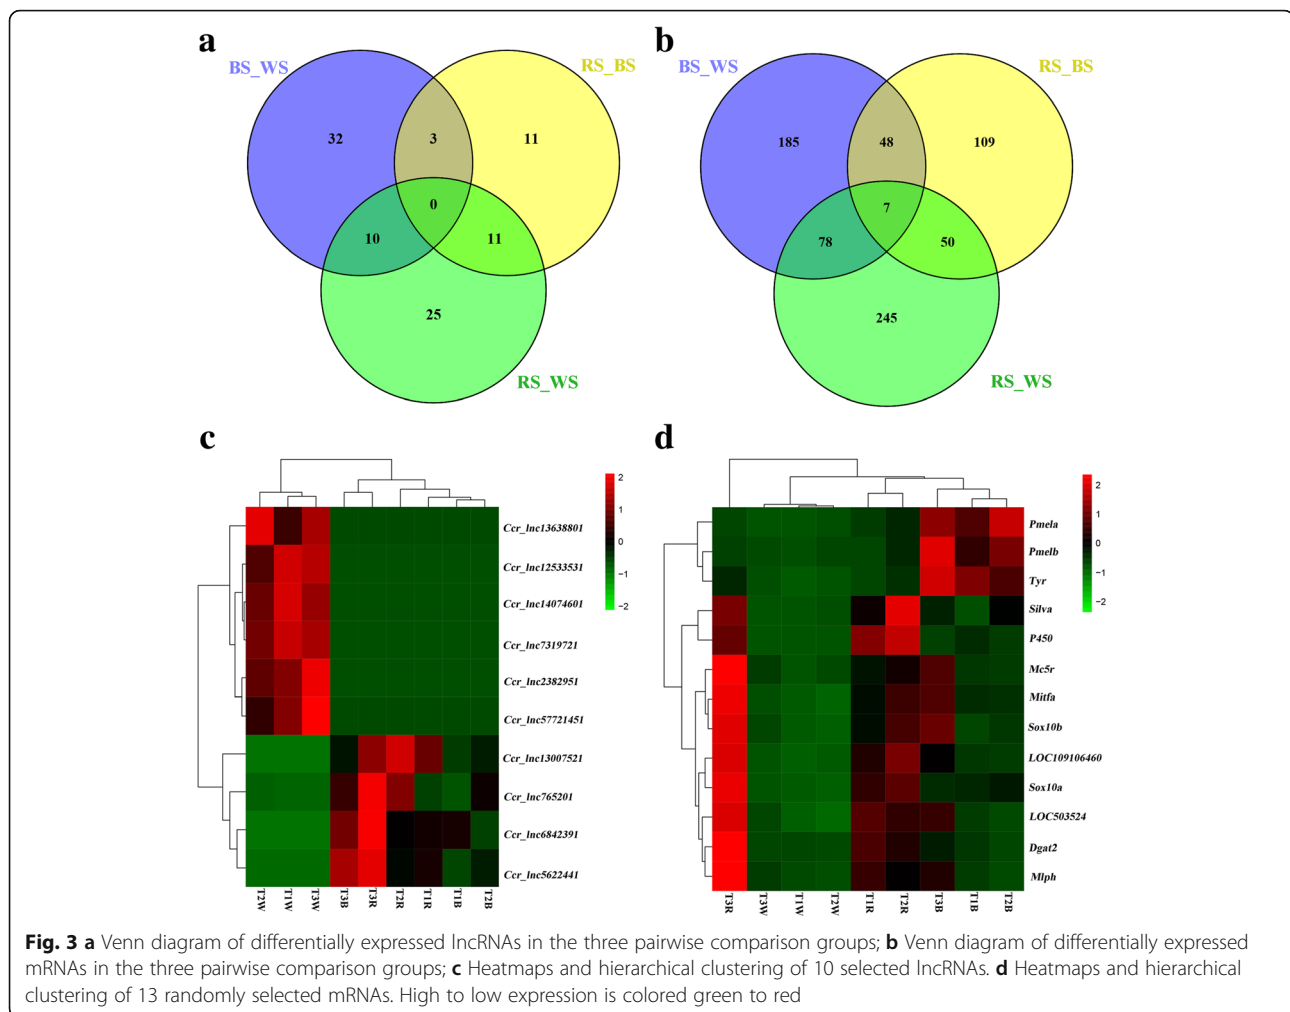 a
BS_WS
RS_BS
32
3
11
0
10
11
25
RS_WS
b
BS_WS
RS_BS
185
48
109
7
78
50
245
RS_WS
c
2
1
0
−1
−2
Ccr_lnc13638801
Ccr_lnc12533531
Ccr_lnc14074601
Ccr_lnc7319721
Ccr_lnc2382951
Ccr_lnc57721451
Ccr_lnc13007521
Ccr_lnc765201
Ccr_lnc6842391
Ccr_lnc5622441
T2W
T1W
T3W
T3B
T3R
T2R
T1R
T1B
T2B
d
2
1
0
−1
−2
Pmela
Pmelb
Tyr
Silva
P450
Mc5r
Mitfa
Sox10b
LOC109106460
Sox10a
LOC503524
Dgat2
Mlph
T3R
T3W
T1W
T2W
T1R
T2R
T3B
T1B
T2B
Fig. 3 a Venn diagram of differentially expressed lncRNAs in the three pairwise comparison groups; b Venn diagram of differentially expressed
mRNAs in the three pairwise comparison groups; c Heatmaps and hierarchical clustering of 10 selected lncRNAs. d Heatmaps and hierarchical
clustering of 13 randomly selected mRNAs. High to low expression is colored green to red